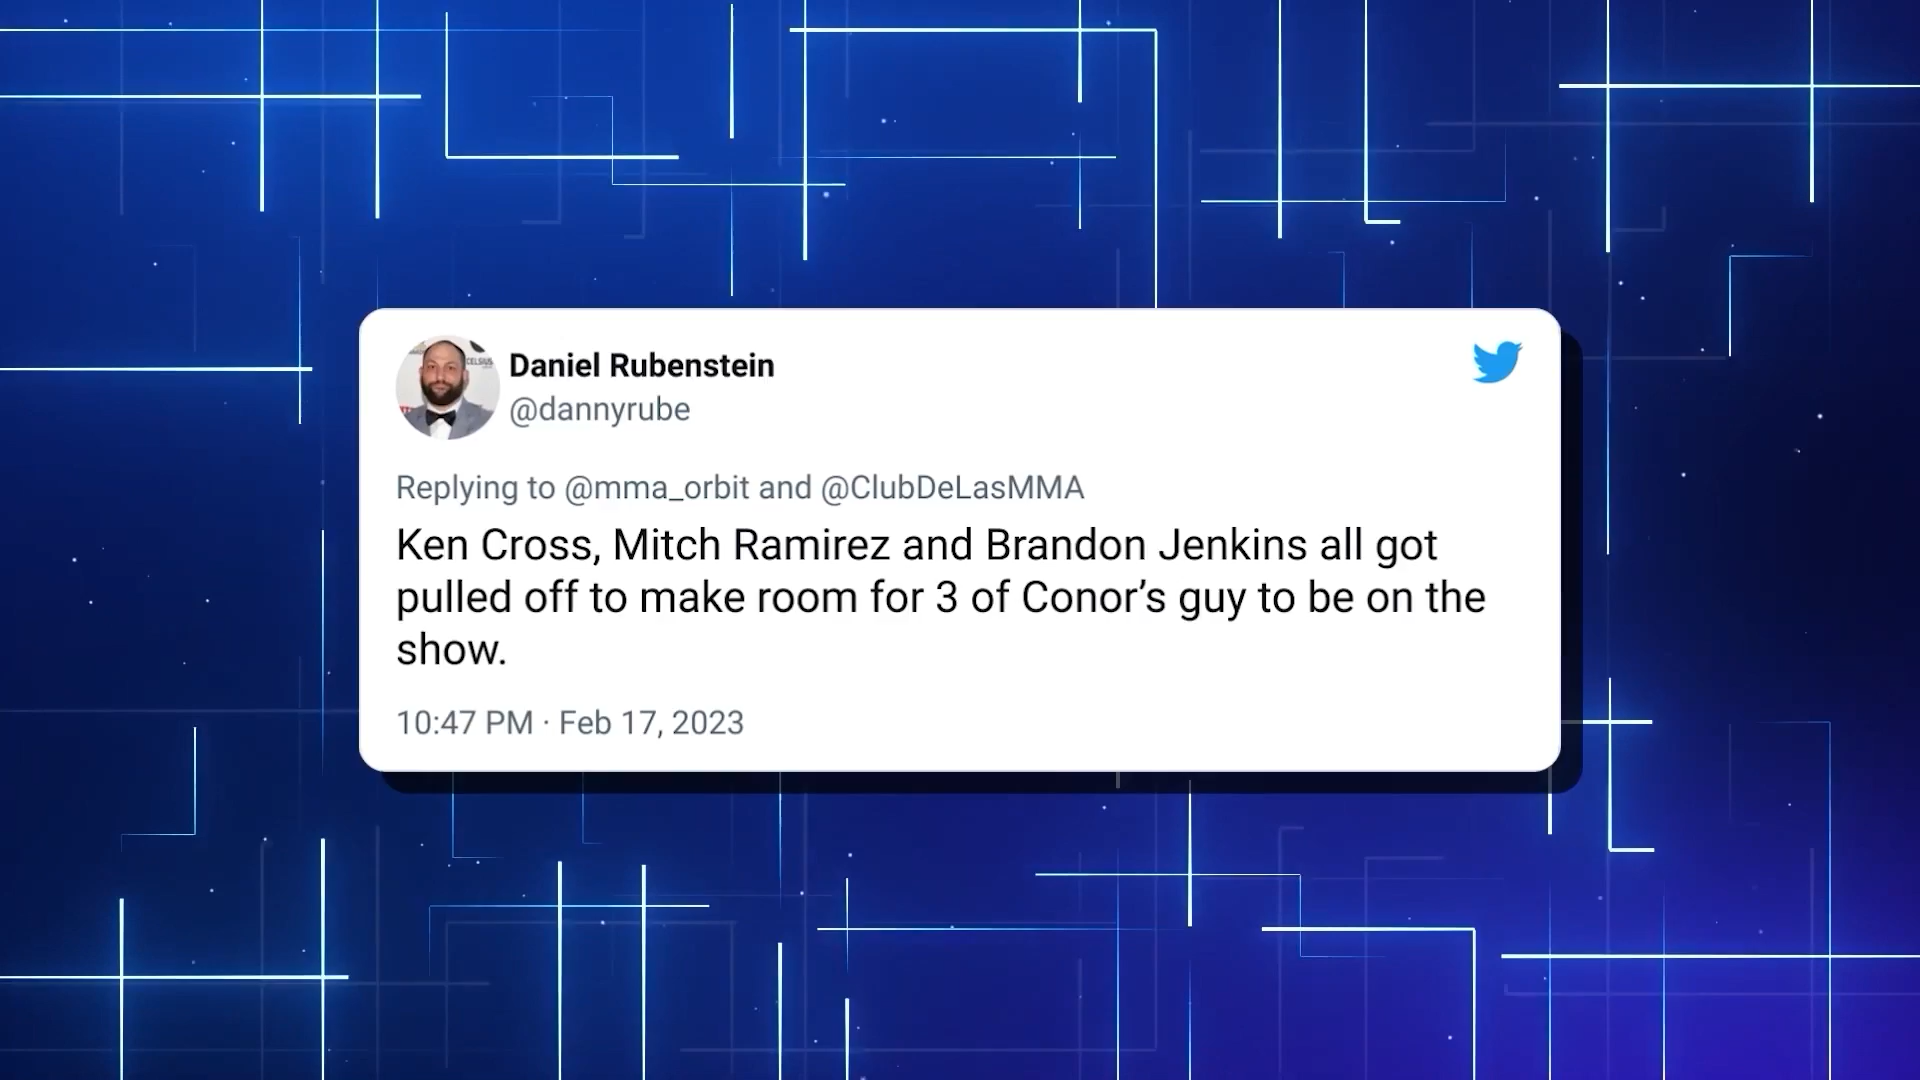 Daniel Rubenstein
@dannyrube
Replying to @mma_orbit and @ClubDeLasMMA
Ken Cross, Mitch Ramirez and Brandon Jenkins all got
pulled off to make room for 3 of Conor’s guy to be on the
show.
10:47 PM · Feb 17, 2023
CELSIUS